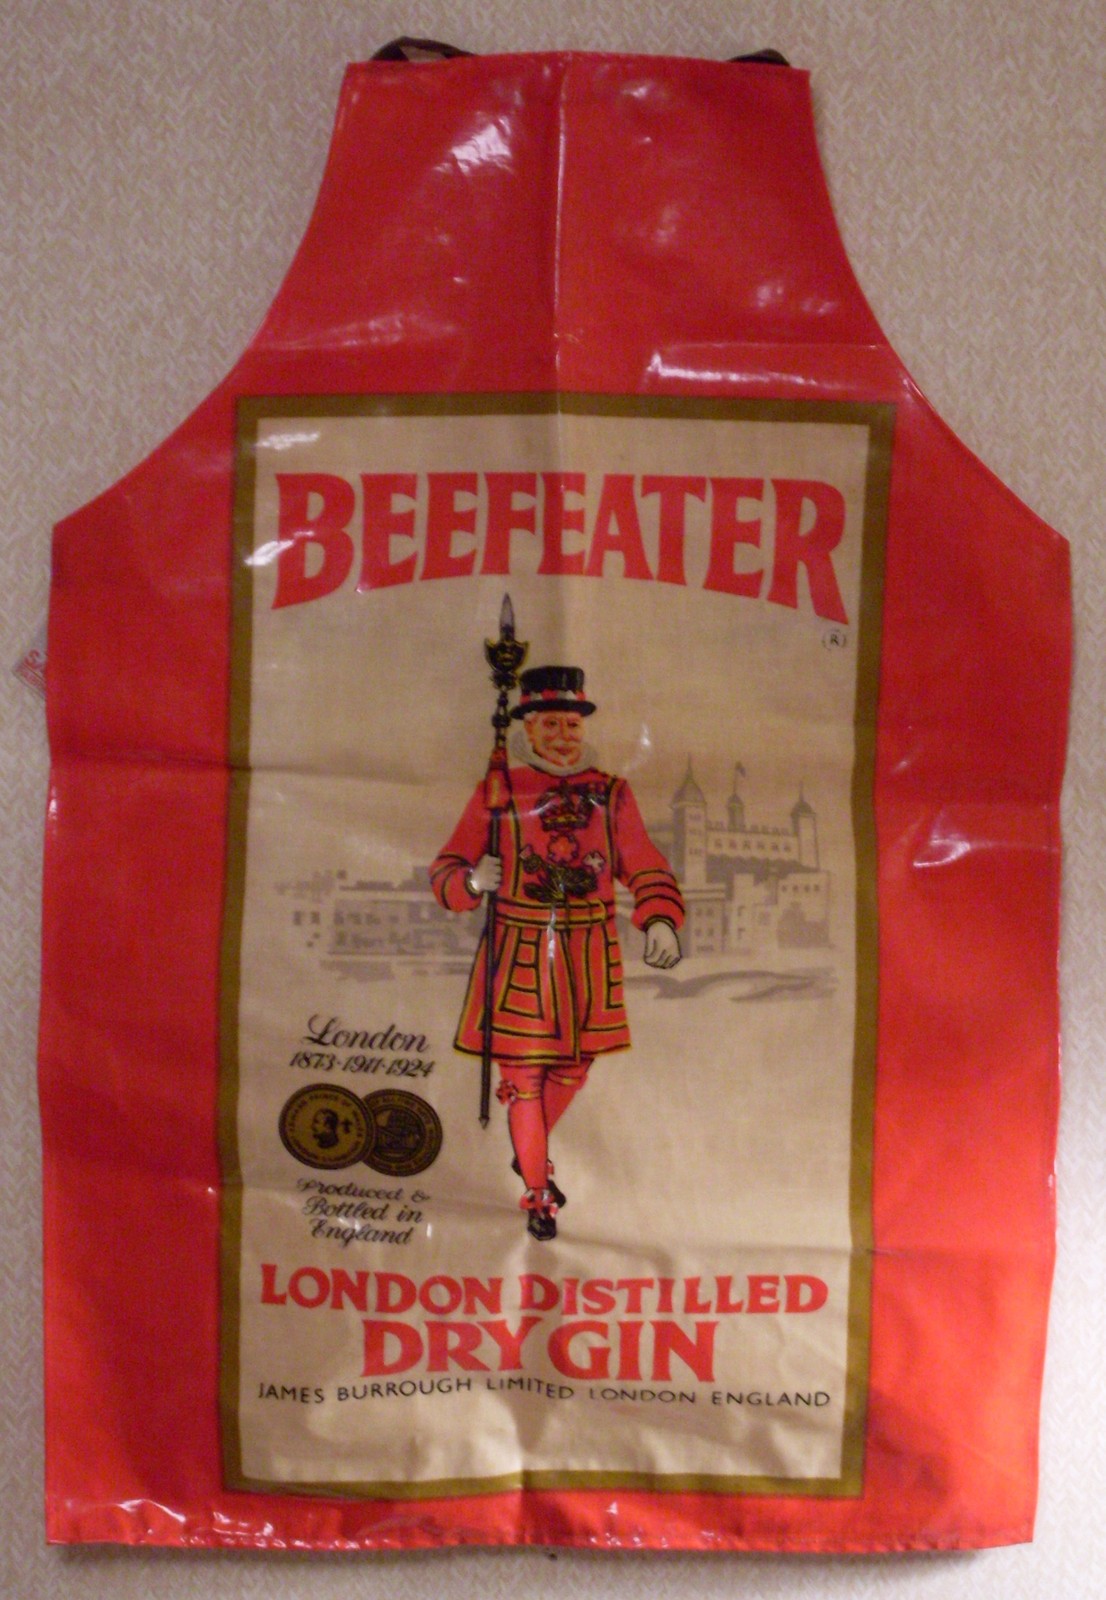 BEEFEATER
®
London
1873·1911·1924
Produced &
Bottled in
England
LONDON DISTILLED
DRY GIN
JAMES BURROUGH LIMITED LONDON ENGLAND